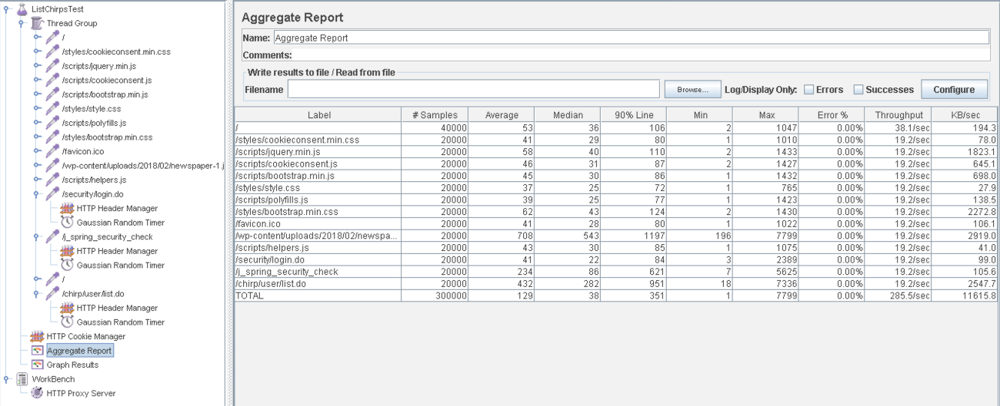 ListChirpsTest
Thread Group
/
/styles/cookieconsent.min.css
/scripts/jquery.min.js
/scripts/cookieconsent.js
/scripts/bootstrap.min.js
/styles/style.css
/scripts/polyfills.js
/styles/bootstrap.min.css
/favicon.ico
/wp-content/uploads/2018/02/newspaper-1.j
/scripts/helpers.js
/security/login.do
HTTP Header Manager
Gaussian Random Timer
/j_spring_security_check
HTTP Header Manager
Gaussian Random Timer
/
/chirp/user/list.do
HTTP Header Manager
Gaussian Random Timer
HTTP Cookie Manager
Aggregate Report
Graph Results
WorkBench
HTTP Proxy Server
Aggregate Report
Name: Aggregate Report
Comments:
Write results to file / Read from file
Filename Browse... Log/Display Only: Errors Successes Configure
Label # Samples Average Median 90% Line Min Max Error % Throughput KB/sec
/ 40000 53 36 106 2 1047 0.00% 38.1/sec 194.3
/styles/cookieconsent.min.css 20000 41 29 80 1 1010 0.00% 19.2/sec 78.0
/scripts/jquery.min.js 20000 58 40 110 2 1433 0.00% 19.2/sec 1823.1
/scripts/cookieconsent.js 20000 46 31 87 2 1427 0.00% 19.2/sec 645.1
/scripts/bootstrap.min.js 20000 45 30 86 1 1432 0.00% 19.2/sec 698.0
/styles/style.css 20000 37 25 72 1 765 0.00% 19.2/sec 27.9
/scripts/polyfills.js 20000 39 25 77 1 1423 0.00% 19.2/sec 138.5
/styles/bootstrap.min.css 20000 62 43 124 2 1430 0.00% 19.2/sec 2272.8
/favicon.ico 20000 41 28 80 1 1022 0.00% 19.2/sec 106.1
/wp-content/uploads/2018/02/newspa... 20000 708 543 1197 196 7799 0.00% 19.2/sec 2919.0
/scripts/helpers.js 20000 43 30 85 1 1075 0.00% 19.2/sec 41.0
/security/login.do 20000 41 22 84 3 2389 0.00% 19.2/sec 99.0
/j_spring_security_check 20000 234 86 621 7 5625 0.00% 19.2/sec 105.6
/chirp/user/list.do 20000 432 282 951 18 7336 0.00% 19.2/sec 2547.7
TOTAL 300000 129 38 351 1 7799 0.00% 285.5/sec 11615.8